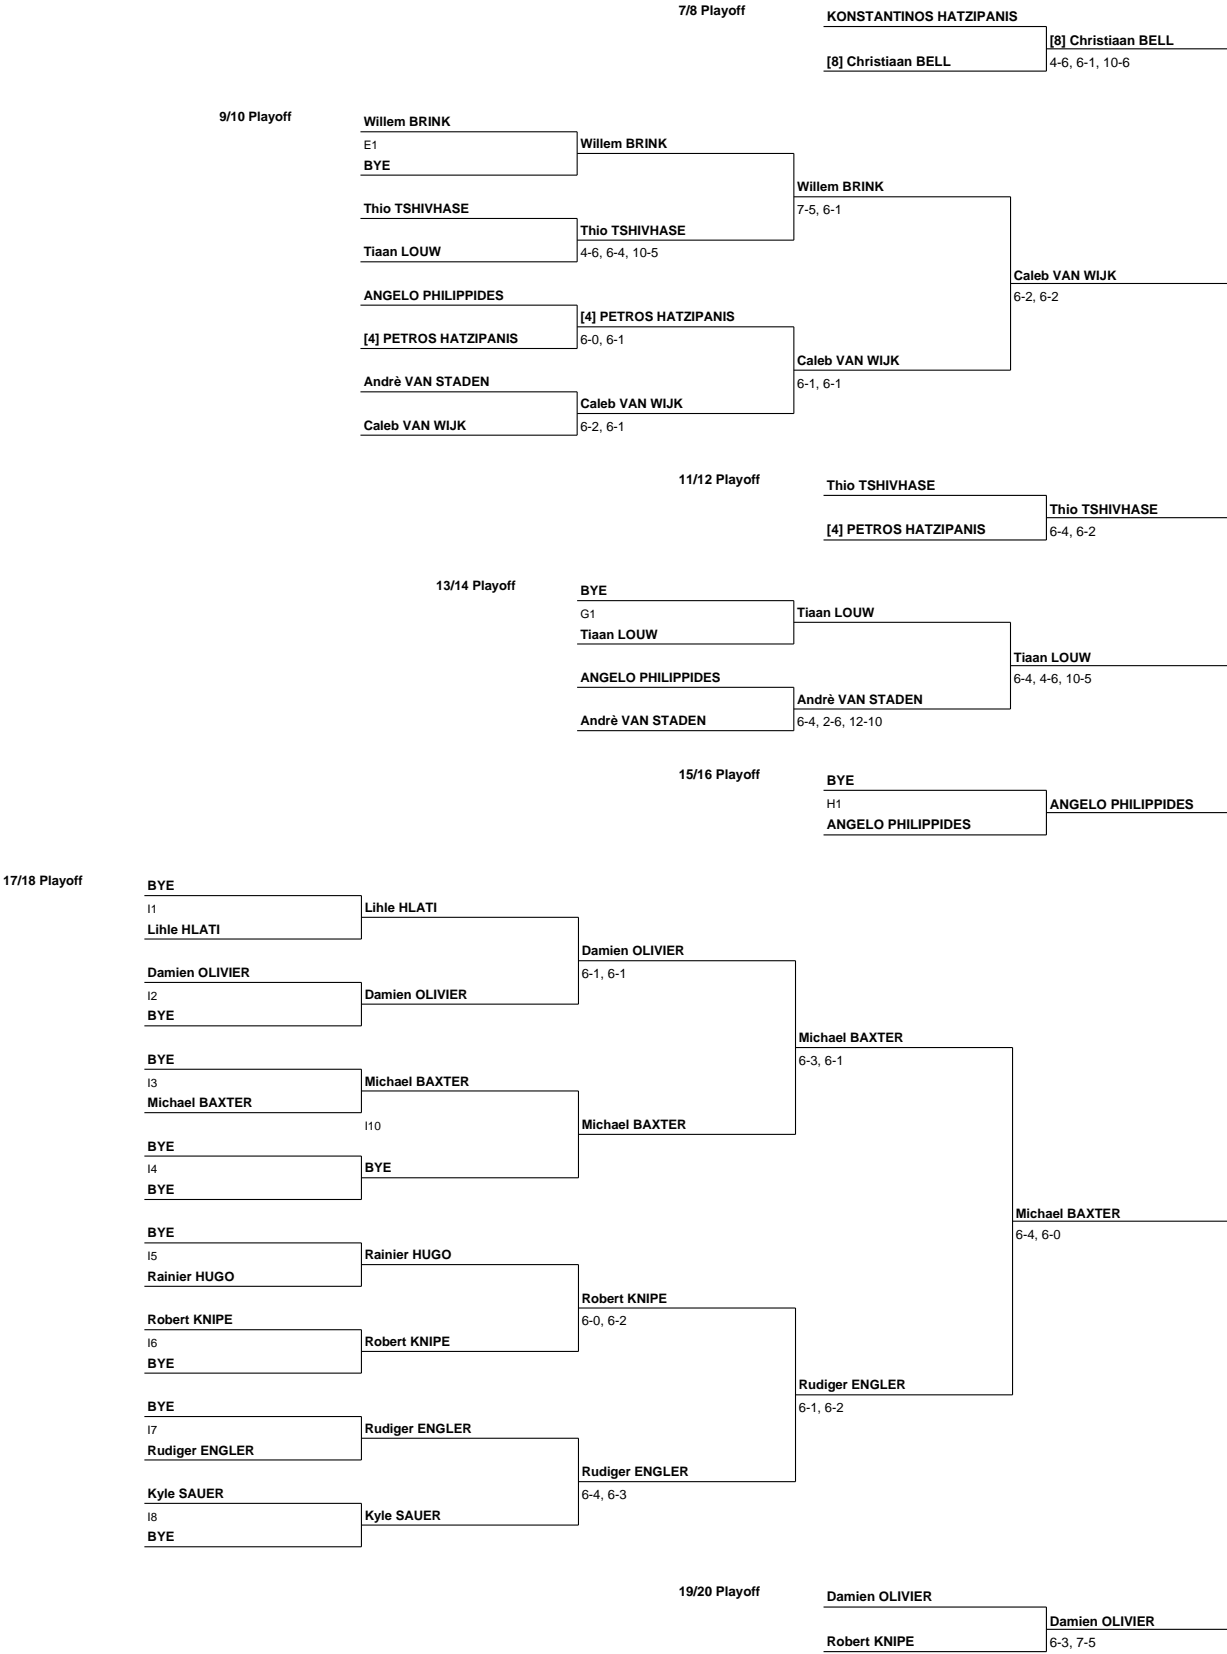 7/8 Playoff
KONSTANTINOS HATZIPANIS
[8] Christiaan BELL
[8] Christiaan BELL
4-6, 6-1, 10-6
9/10 Playoff
Willem BRINK
E1
BYE
Willem BRINK
Thio TSHIVHASE
Tiaan LOUW
Thio TSHIVHASE
4-6, 6-4, 10-5
Willem BRINK
7-5, 6-1
ANGELO PHILIPPIDES
[4] PETROS HATZIPANIS
[4] PETROS HATZIPANIS
6-0, 6-1
Andrè VAN STADEN
Caleb VAN WIJK
Caleb VAN WIJK
6-2, 6-1
Caleb VAN WIJK
6-1, 6-1
Caleb VAN WIJK
6-2, 6-2
11/12 Playoff
Thio TSHIVHASE
[4] PETROS HATZIPANIS
Thio TSHIVHASE
6-4, 6-2
13/14 Playoff
BYE
G1
Tiaan LOUW
Tiaan LOUW
ANGELO PHILIPPIDES
Andrè VAN STADEN
Andrè VAN STADEN
6-4, 2-6, 12-10
Tiaan LOUW
6-4, 4-6, 10-5
15/16 Playoff
BYE
H1
ANGELO PHILIPPIDES
ANGELO PHILIPPIDES
17/18 Playoff
BYE
I1
Lihle HLATI
Lihle HLATI
Damien OLIVIER
I2
BYE
Damien OLIVIER
Damien OLIVIER
6-1, 6-1
BYE
I3
Michael BAXTER
Michael BAXTER
I10
BYE
I4
BYE
BYE
Michael BAXTER
Michael BAXTER
6-3, 6-1
BYE
I5
Rainier HUGO
Rainier HUGO
Robert KNIPE
I6
BYE
Robert KNIPE
Robert KNIPE
6-0, 6-2
BYE
I7
Rudiger ENGLER
Rudiger ENGLER
Kyle SAUER
I8
BYE
Kyle SAUER
Rudiger ENGLER
6-4, 6-3
Rudiger ENGLER
6-1, 6-2
Michael BAXTER
6-4, 6-0
19/20 Playoff
Damien OLIVIER
Robert KNIPE
Damien OLIVIER
6-3, 7-5